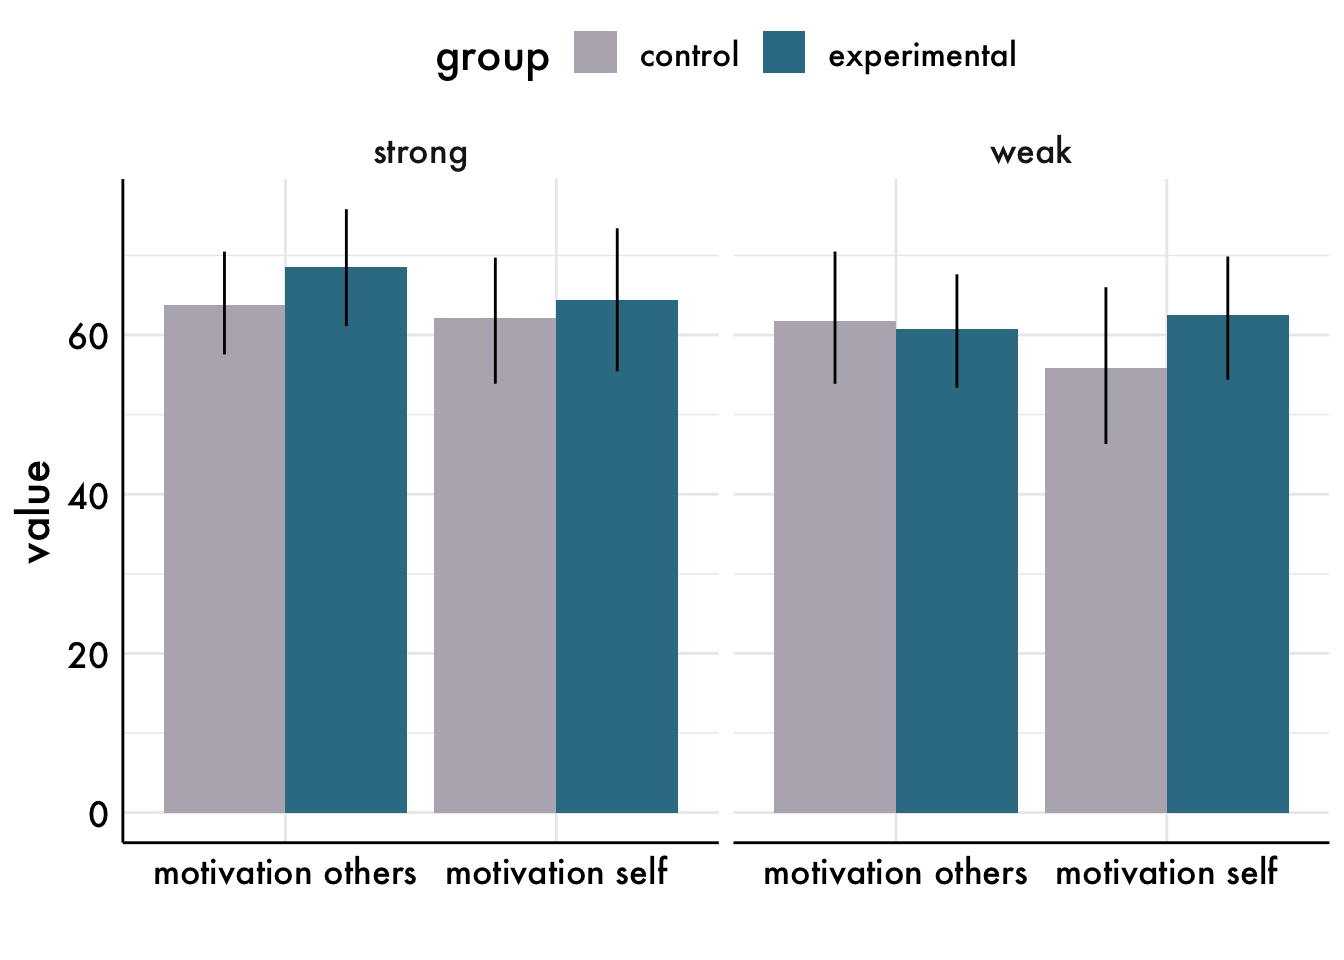 group control experimental
strong weak
value
60
40
20
0
motivation others motivation self motivation others motivation self